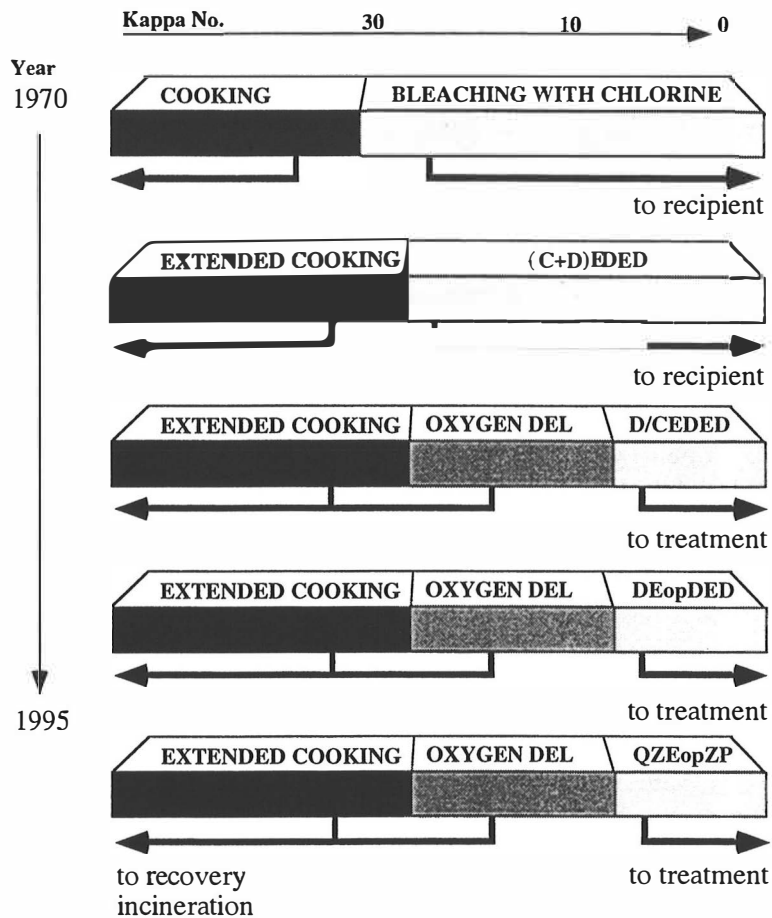 Kappa No. 30 10 0
Year
1970
COOKING BLEACHING WITH CHLORINE
to recipient
EXTENDED COOKING (C+D)EDED
to recipient
EXTENDED COOKING OXYGEN DEL D/CEDED
to treatment
EXTENDED COOKING OXYGEN DEL DEopDED
to treatment
1995
EXTENDED COOKING OXYGEN DEL QZEopZP
to recovery to treatment
incineration